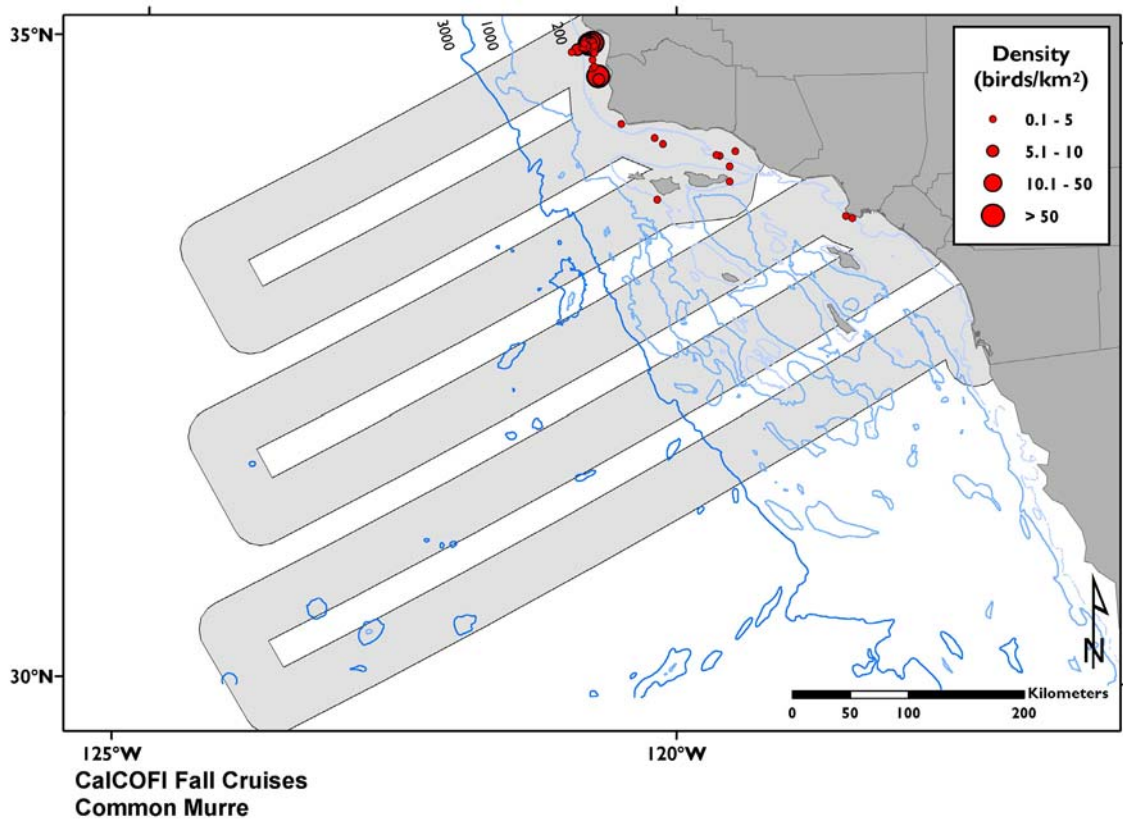 35°N
3000
1000
200
Density
(birds/km²)
0.1 - 5
5.1 - 10
10.1 - 50
> 50
30°N
N
Kilometers
0 50 100 200
125°W 120°W
CalCOFI Fall Cruises
Common Murre